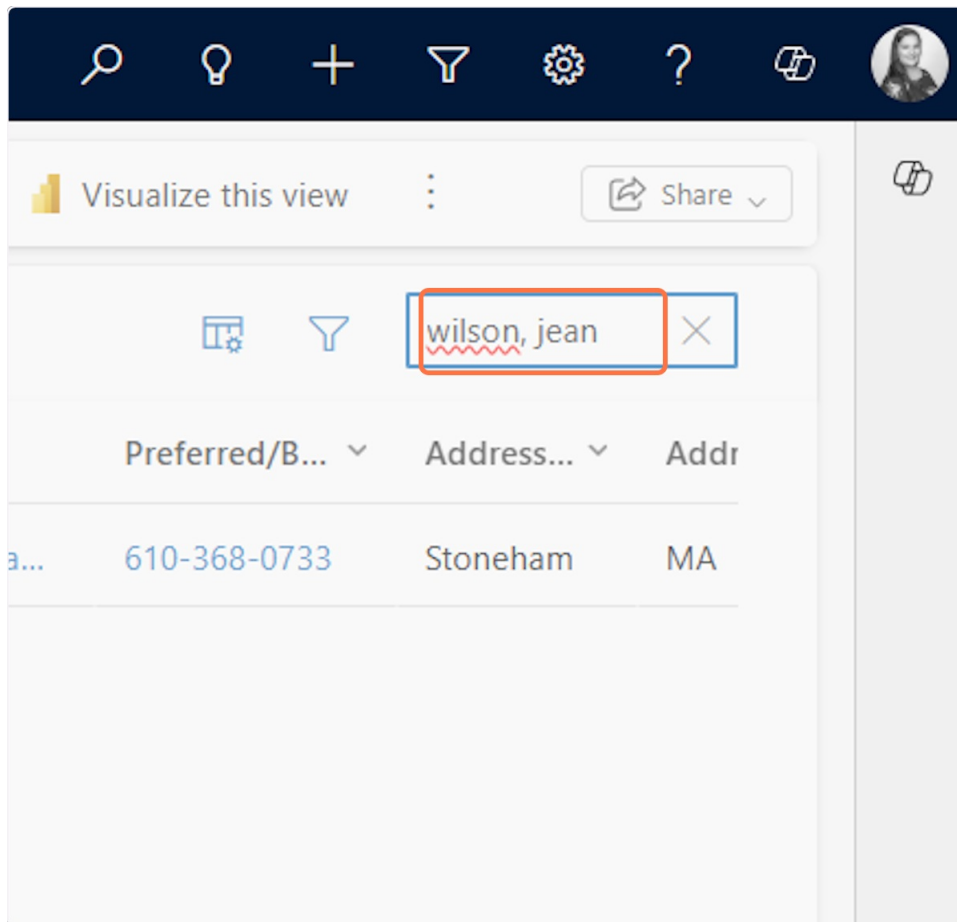 Visualize this view
Share
wilson, jean
Preferred/B... Address... Addr
a... 610-368-0733 Stoneham MA